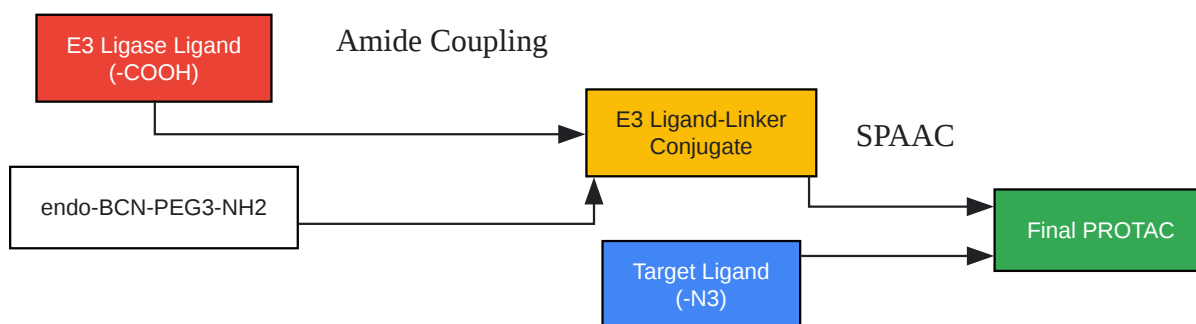 E3 Ligase Ligand
(-COOH)
Amide Coupling
E3 Ligand-Linker
Conjugate
SPAAC
endo-BCN-PEG3-NH2
Final PROTAC
Target Ligand
(-N3)